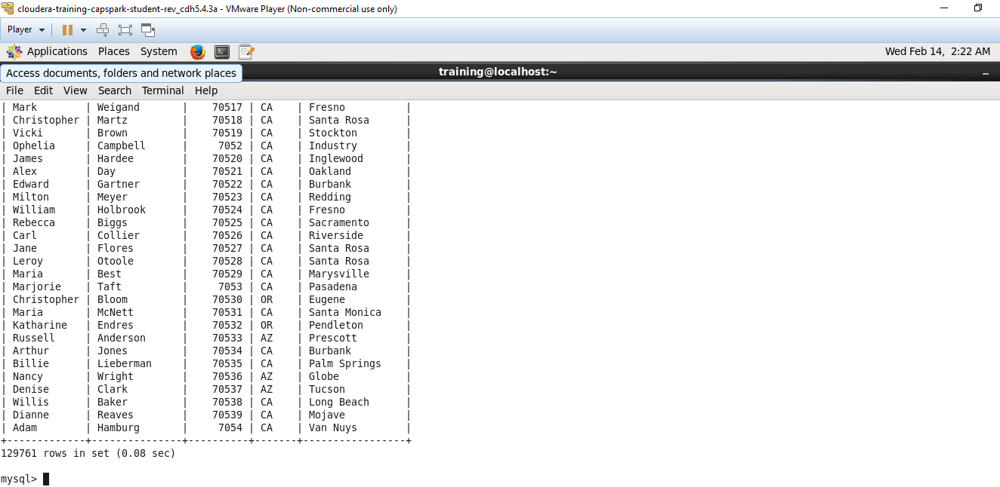 cloudera-training-capspark-student-rev_cdh5.4.3a - VMware Player (Non-commercial use only)
Player
Applications Places System Wed Feb 14, 2:22 AM
Access documents, folders and network places training@localhost:~
File Edit View Search Terminal Help
| Mark        | Weigand       |    70517 | CA    | Fresno          |
| Christopher | Martz         |    70518 | CA    | Santa Rosa      |
| Vicki       | Brown         |    70519 | CA    | Stockton        |
| Ophelia     | Campbell      |     7052 | CA    | Industry        |
| James       | Hardee        |    70520 | CA    | Inglewood       |
| Alex        | Day           |    70521 | CA    | Oakland         |
| Edward      | Gartner       |    70522 | CA    | Burbank         |
| Milton      | Meyer         |    70523 | CA    | Redding         |
| William     | Holbrook      |    70524 | CA    | Fresno          |
| Rebecca     | Biggs         |    70525 | CA    | Sacramento      |
| Carl        | Collier       |    70526 | CA    | Riverside       |
| Jane        | Flores        |    70527 | CA    | Santa Rosa      |
| Leroy       | Otoole        |    70528 | CA    | Santa Rosa      |
| Maria       | Best          |    70529 | CA    | Marysville      |
| Marjorie    | Taft          |     7053 | CA    | Pasadena        |
| Christopher | Bloom         |    70530 | OR    | Eugene          |
| Maria       | McNett        |    70531 | CA    | Santa Monica    |
| Katharine   | Endres        |    70532 | OR    | Pendleton       |
| Russell     | Anderson      |    70533 | AZ    | Prescott        |
| Arthur      | Jones         |    70534 | CA    | Burbank         |
| Billie      | Lieberman     |    70535 | CA    | Palm Springs    |
| Nancy       | Wright        |    70536 | AZ    | Globe           |
| Denise      | Clark         |    70537 | AZ    | Tucson          |
| Willis      | Baker         |    70538 | CA    | Long Beach      |
| Dianne      | Reaves        |    70539 | CA    | Mojave          |
| Adam        | Hamburg       |     7054 | CA    | Van Nuys        |
+-------------+---------------+----------+-------+-----------------+
129761 rows in set (0.08 sec)
mysql>